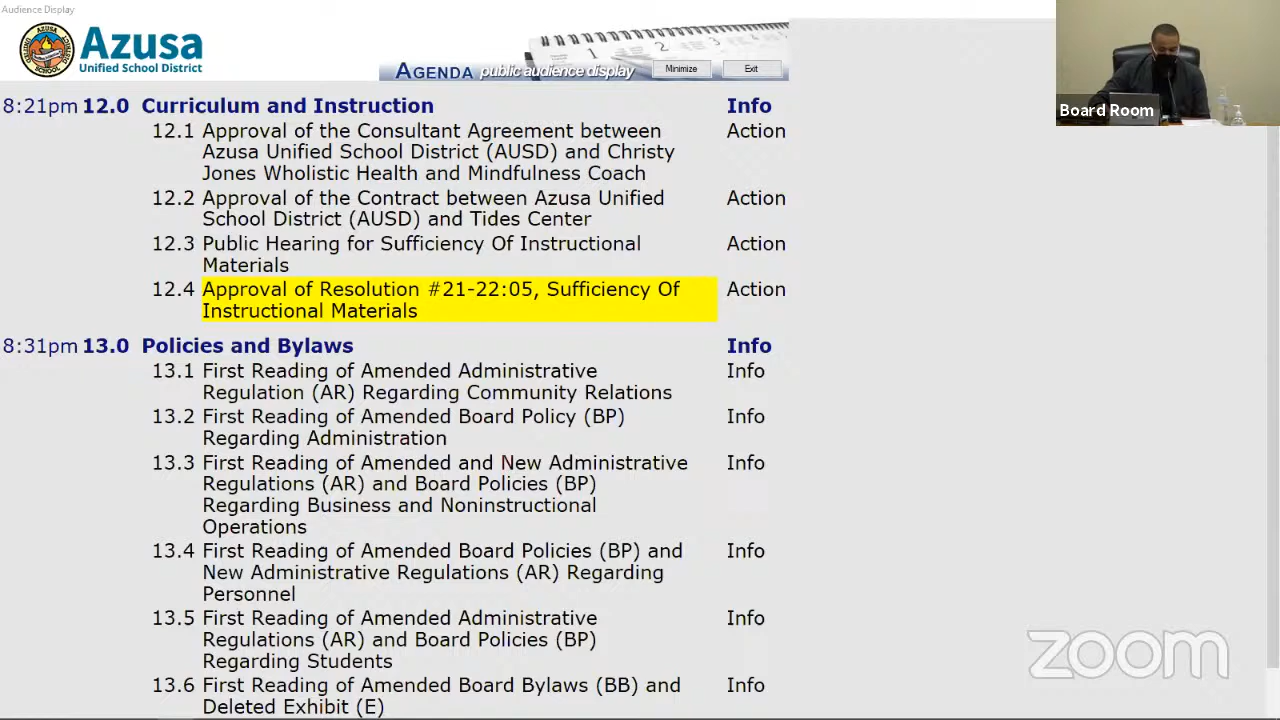 Audience Display
Azusa
Unified School District
AGENDA public audience display
Minimize
Exit
Board Room
8:21pm 12.0 Curriculum and Instruction Info
12.1 Approval of the Consultant Agreement between Action
Azusa Unified School District (AUSD) and Christy
Jones Wholistic Health and Mindfulness Coach
12.2 Approval of the Contract between Azusa Unified Action
School District (AUSD) and Tides Center
12.3 Public Hearing for Sufficiency Of Instructional Action
Materials
12.4 Approval of Resolution #21-22:05, Sufficiency Of Action
Instructional Materials
8:31pm 13.0 Policies and Bylaws Info
13.1 First Reading of Amended Administrative Info
Regulation (AR) Regarding Community Relations
13.2 First Reading of Amended Board Policy (BP) Info
Regarding Administration
13.3 First Reading of Amended and New Administrative Info
Regulations (AR) and Board Policies (BP)
Regarding Business and Noninstructional
Operations
13.4 First Reading of Amended Board Policies (BP) and Info
New Administrative Regulations (AR) Regarding
Personnel
13.5 First Reading of Amended Administrative Info
Regulations (AR) and Board Policies (BP)
Regarding Students
13.6 First Reading of Amended Board Bylaws (BB) and Info
Deleted Exhibit (E)
zoom